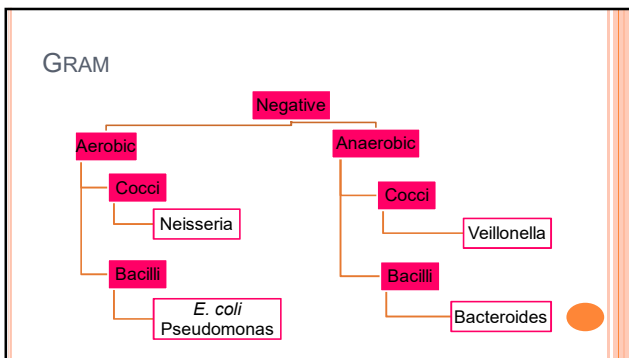 GRAM
Negative
Aerobic
Cocci
Neisseria
Bacilli
E. coli
Pseudomonas
Anaerobic
Cocci
Veillonella
Bacilli
Bacteroides